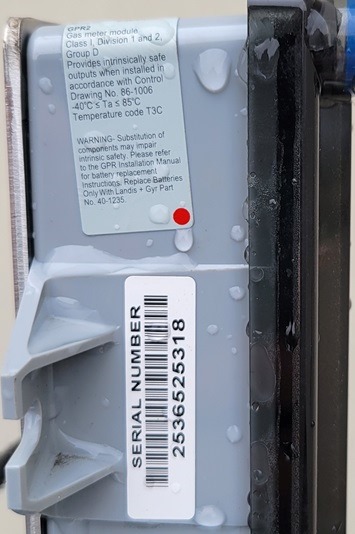 GPR2
Gas meter module
Class I, Division 1 and 2,
Group D
Provides intrinsically safe
outputs when installed in
accordance with Control
Drawing No. 86-1006
-40°C ≤ Ta ≤ 85°C
Temperature code T3C
WARNING- Substitution of
components may impair
intrinsic safety. Please refer
to the GPR Installation Manual
for battery replacement
Instructions. Replace Batteries
Only With Landis + Gyr Part
No. 40-1235.
SERIAL NUMBER
2536525318